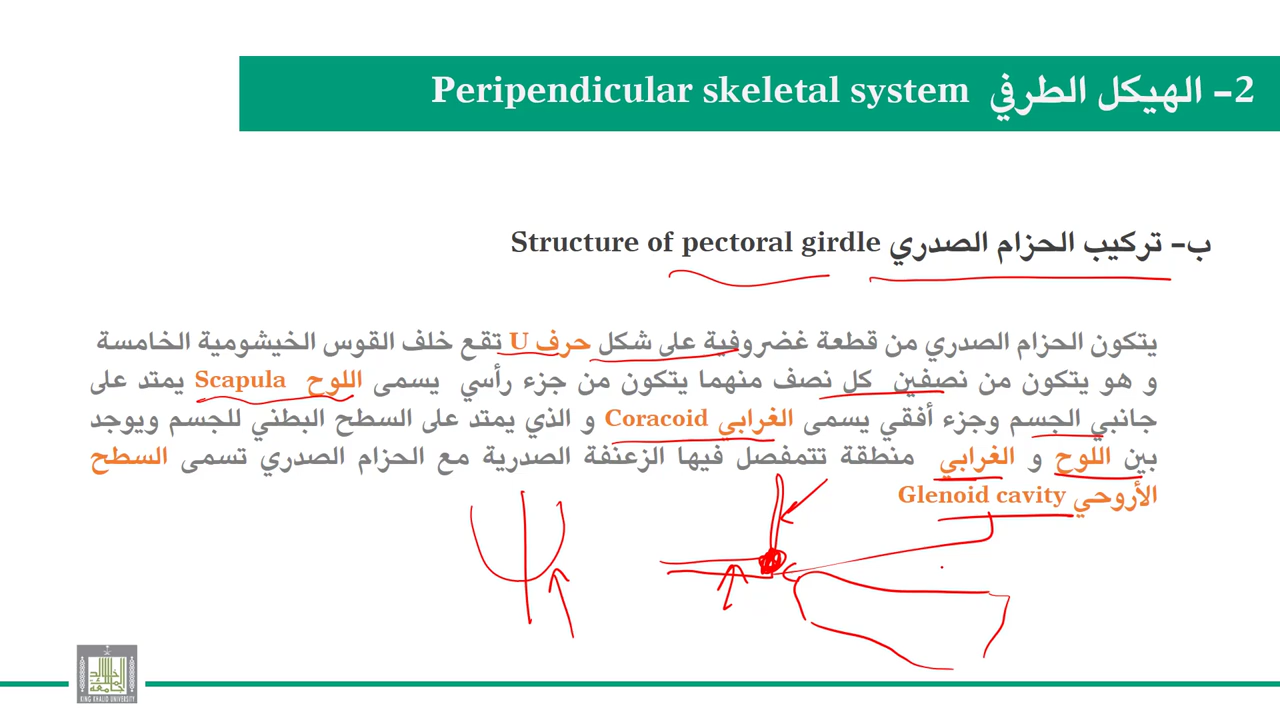 2- الهيكل الطرفي Peripendicular skeletal system
ب- تركيب الحزام الصدري Structure of pectoral girdle
يتكون الحزام الصدري من قطعة غضروفية على شكل حرف U تقع خلف القوس الخيشومية الخامسة
و هو يتكون من نصفين كل نصف منهما يتكون من جزء رأسي يسمى اللوح Scapula يمتد على
جانبي الجسم وجزء أفقي يسمى الغرابي Coracoid و الذي يمتد على السطح البطني للجسم ويوجد
بين اللوح و الغرابي منطقة تتمفصل فيها الزعنفة الصدرية مع الحزام الصدري تسمى السطح
الأروحي Glenoid cavity
KING KHALID UNIVERSITY